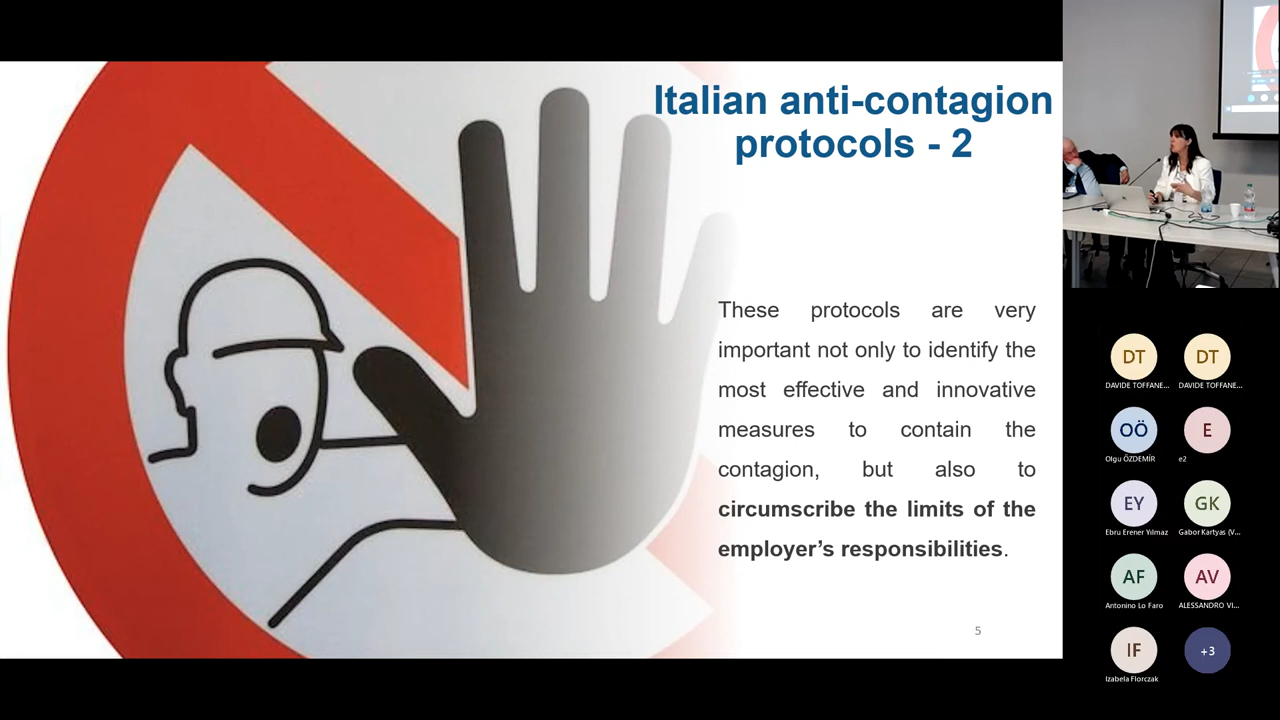 Italian anti-contagion
protocols - 2
These protocols are very
important not only to identify the
most effective and innovative
measures to contain the
contagion, but also to
circumscribe the limits of the
employer’s responsibilities.
5
DT
DAVIDE TOFFANE...
DT
DAVIDE TOFFANE...
OÖ
Olgu ÖZDEMİR
E
e2
EY
Ebru Erener Yılmaz
GK
Gabor Kartyas (V...
AF
Antonino Lo Faro
AV
ALESSANDRO VI...
IF
Izabela Florczak
+3